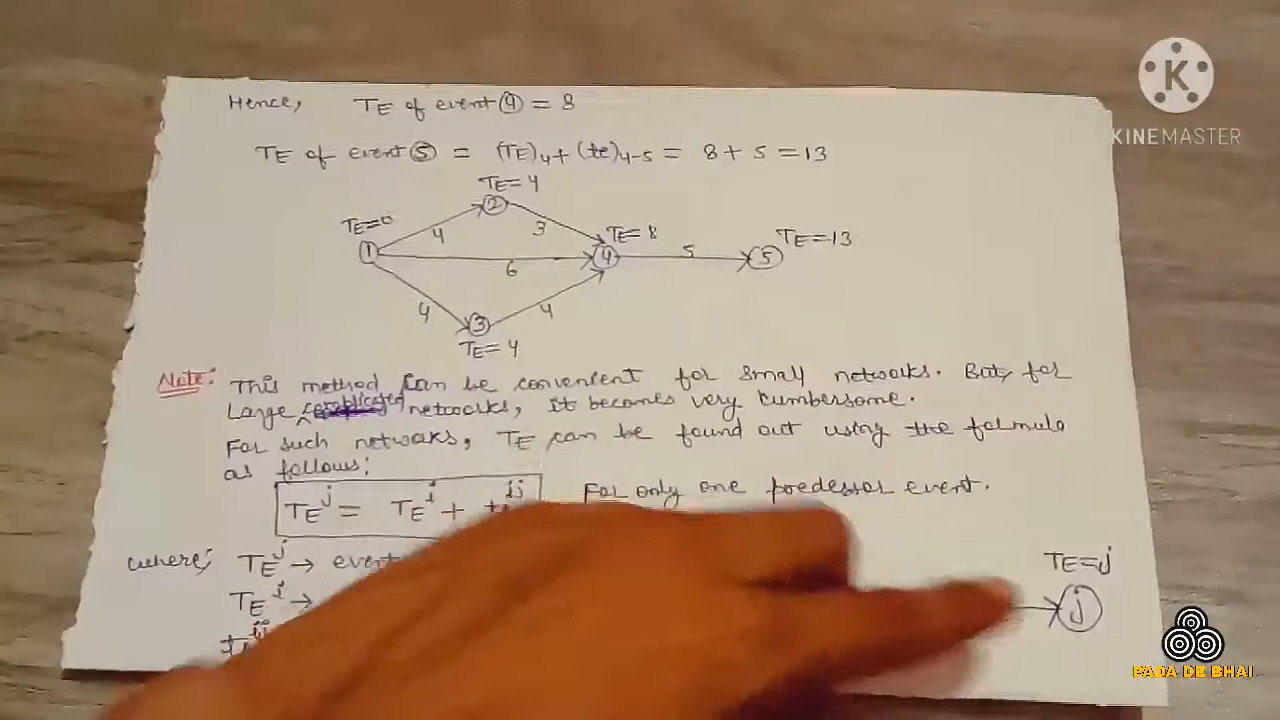 KINEMASTER
Hence, TE of event ④ = 8
TE of event ⑤ = (TE)4 + (te)4-5 = 8 + 5 = 13
TE = 4
②
TE=0
4
3
TE= 8
TE=13
①
④
5
⑤
6
4
4
③
TE= 4
Note: This method can be convenient for small networks. But, for
Large complicated networks, it becomes very cumbersome.
For such networks, TE can be found out using the formula
as follows:
TE^j = TE^i + t^ij For only one predessor event.
where; TE^j → event
TE=j
TE^i →
j
PADA DE BHAI